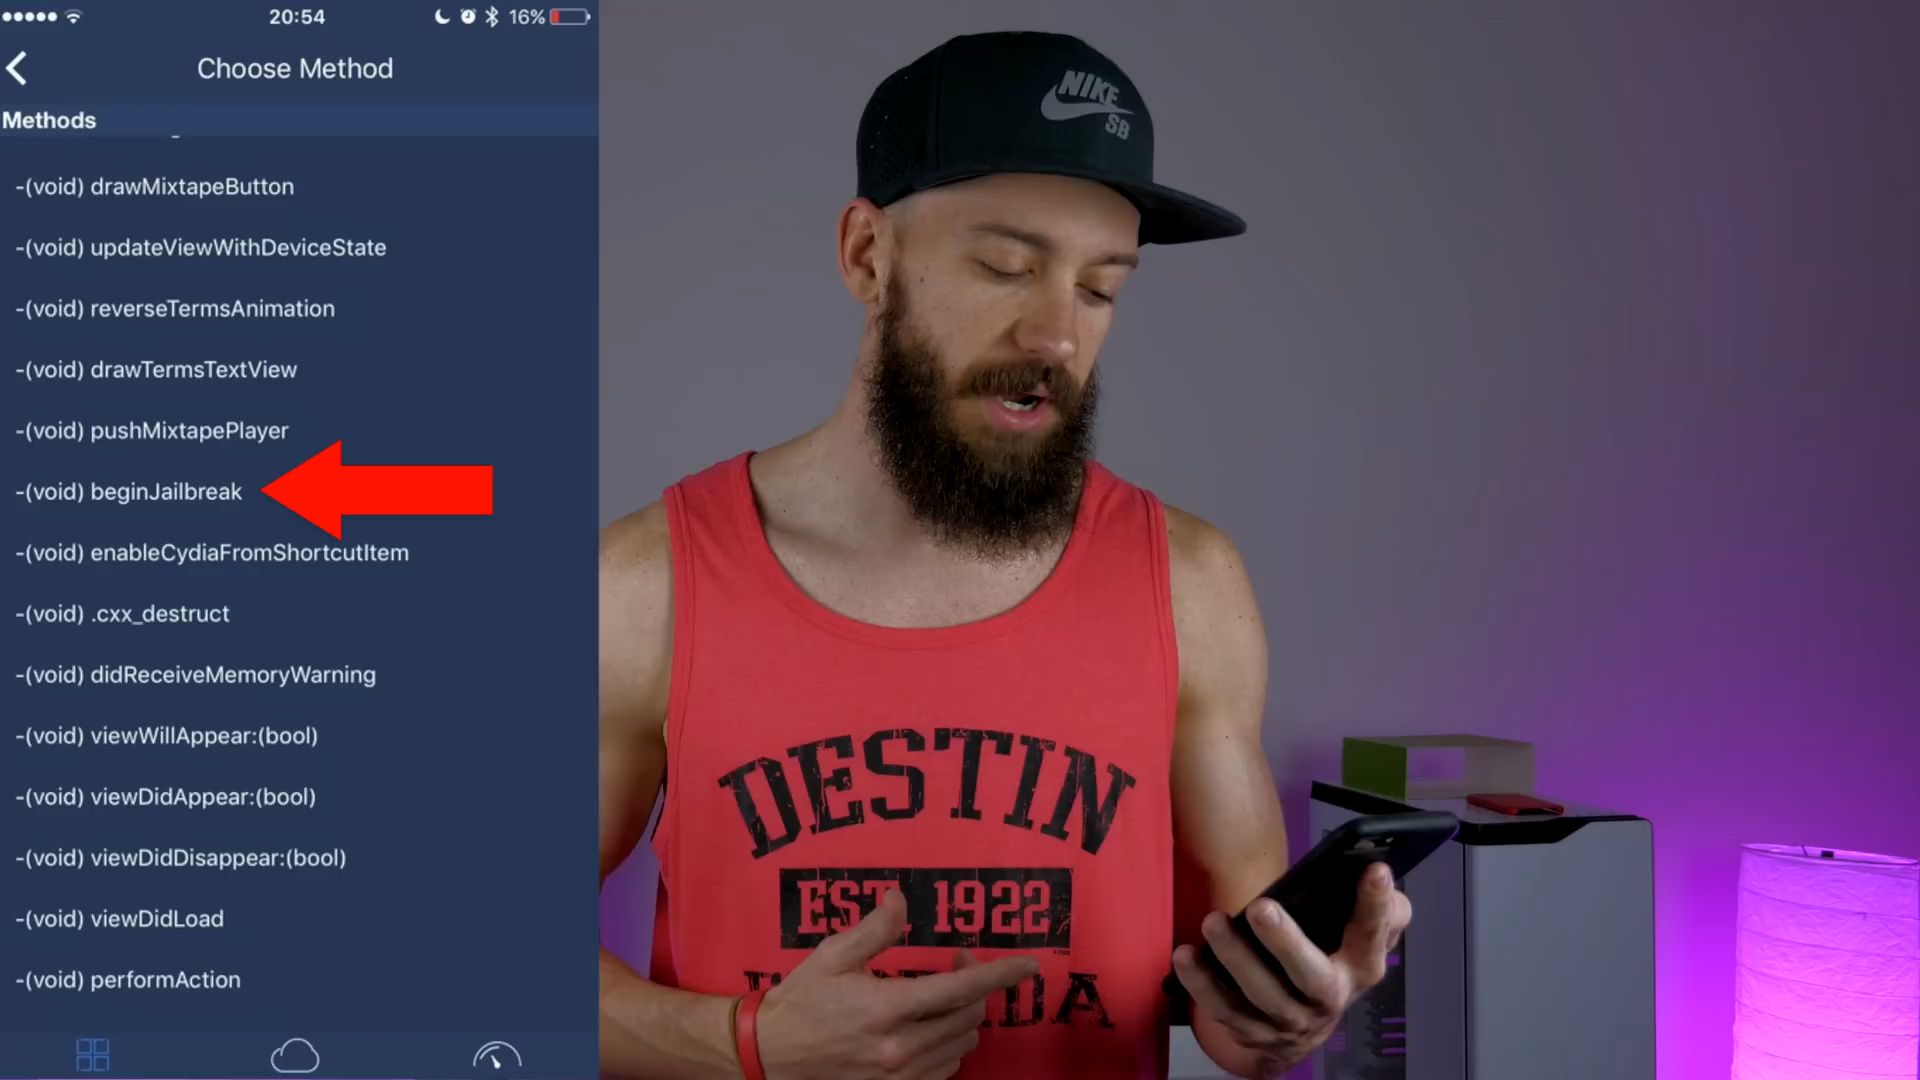 20:54
16%
Choose Method
Methods
-(void) drawMixtapeButton
-(void) updateViewWithDeviceState
-(void) reverseTermsAnimation
-(void) drawTermsTextView
-(void) pushMixtapePlayer
-(void) beginJailbreak
-(void) enableCydiaFromShortcutItem
-(void) .cxx_destruct
-(void) didReceiveMemoryWarning
-(void) viewWillAppear:(bool)
-(void) viewDidAppear:(bool)
-(void) viewDidDisappear:(bool)
-(void) viewDidLoad
-(void) performAction
NIKE
SB
DESTIN
EST. 1922